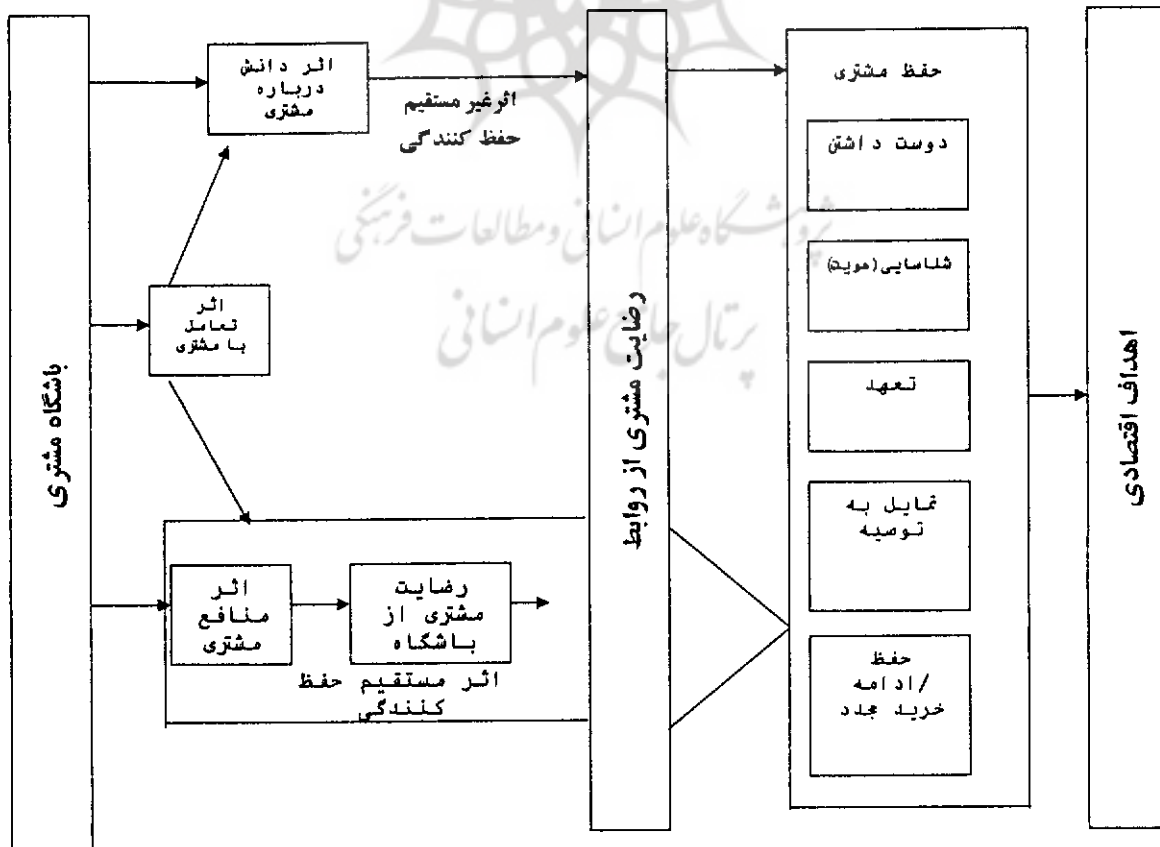 باشگاه مشتری
اثر دانش
درباره
مشتری
اثرغیر مستقیم
حفظ کنندگی
اثر
تعامل
با مشتری
اثر
منافع
مشتری
رضایت
مشتری از
باشگاه
اثر مستقیم حفظ
کنندگی
رضایت مشتری از روابط
حفظ مشتری
دوست داشتن
شناسایی(هویت)
تعهد
تمایل به
توصیه
حفظ
/ادامه
خرید مجدد
اهداف اقتصادی
پژوهشگاه علوم انسانی و مطالعات فرهنگی
پرتال جامع علوم انسانی